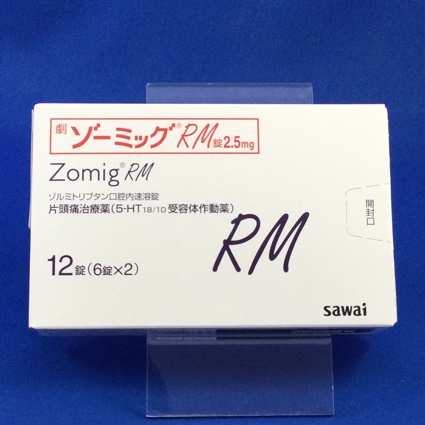 劇 ゾーミッグ®RM錠2.5mg
Zomig®RM
ゾルミトリプタン口腔内速溶錠
片頭痛治療薬(5-HT1B/1D 受容体作動薬)
RM
12錠(6錠×2)
開封口
sawai